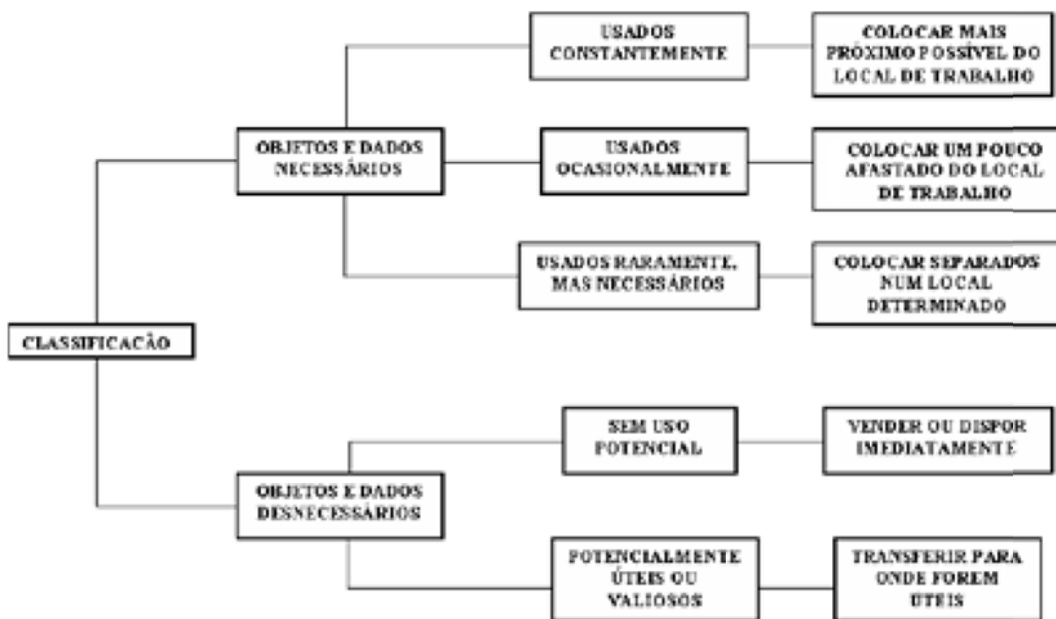 USADOS
CONSTANTEMENTE
COLOCAR MAIS
PRÓXIMO POSSÍVEL DO
LOCAL DE TRABALHO
OBJETOS E DADOS
NECESSÁRIOS
USADOS
OCASIONALMENTE
COLOCAR UM POUCO
AFASTADO DO LOCAL
DE TRABALHO
USADOS RARAMENTE,
MAS NECESSÁRIOS
COLOCAR SEPARADOS
NUM LOCAL
DETERMINADO
CLASSIFICACÃO
SEM USO
POTENCIAL
VENDER OU DISPOR
IMEDIATAMENTE
OBJETOS E DADOS
DESNECESSÁRIOS
POTENCIALMENTE
ÚTEIS OU
VALIOSOS
TRANSFERIR PARA
ONDE FOREM
ÚTEIS